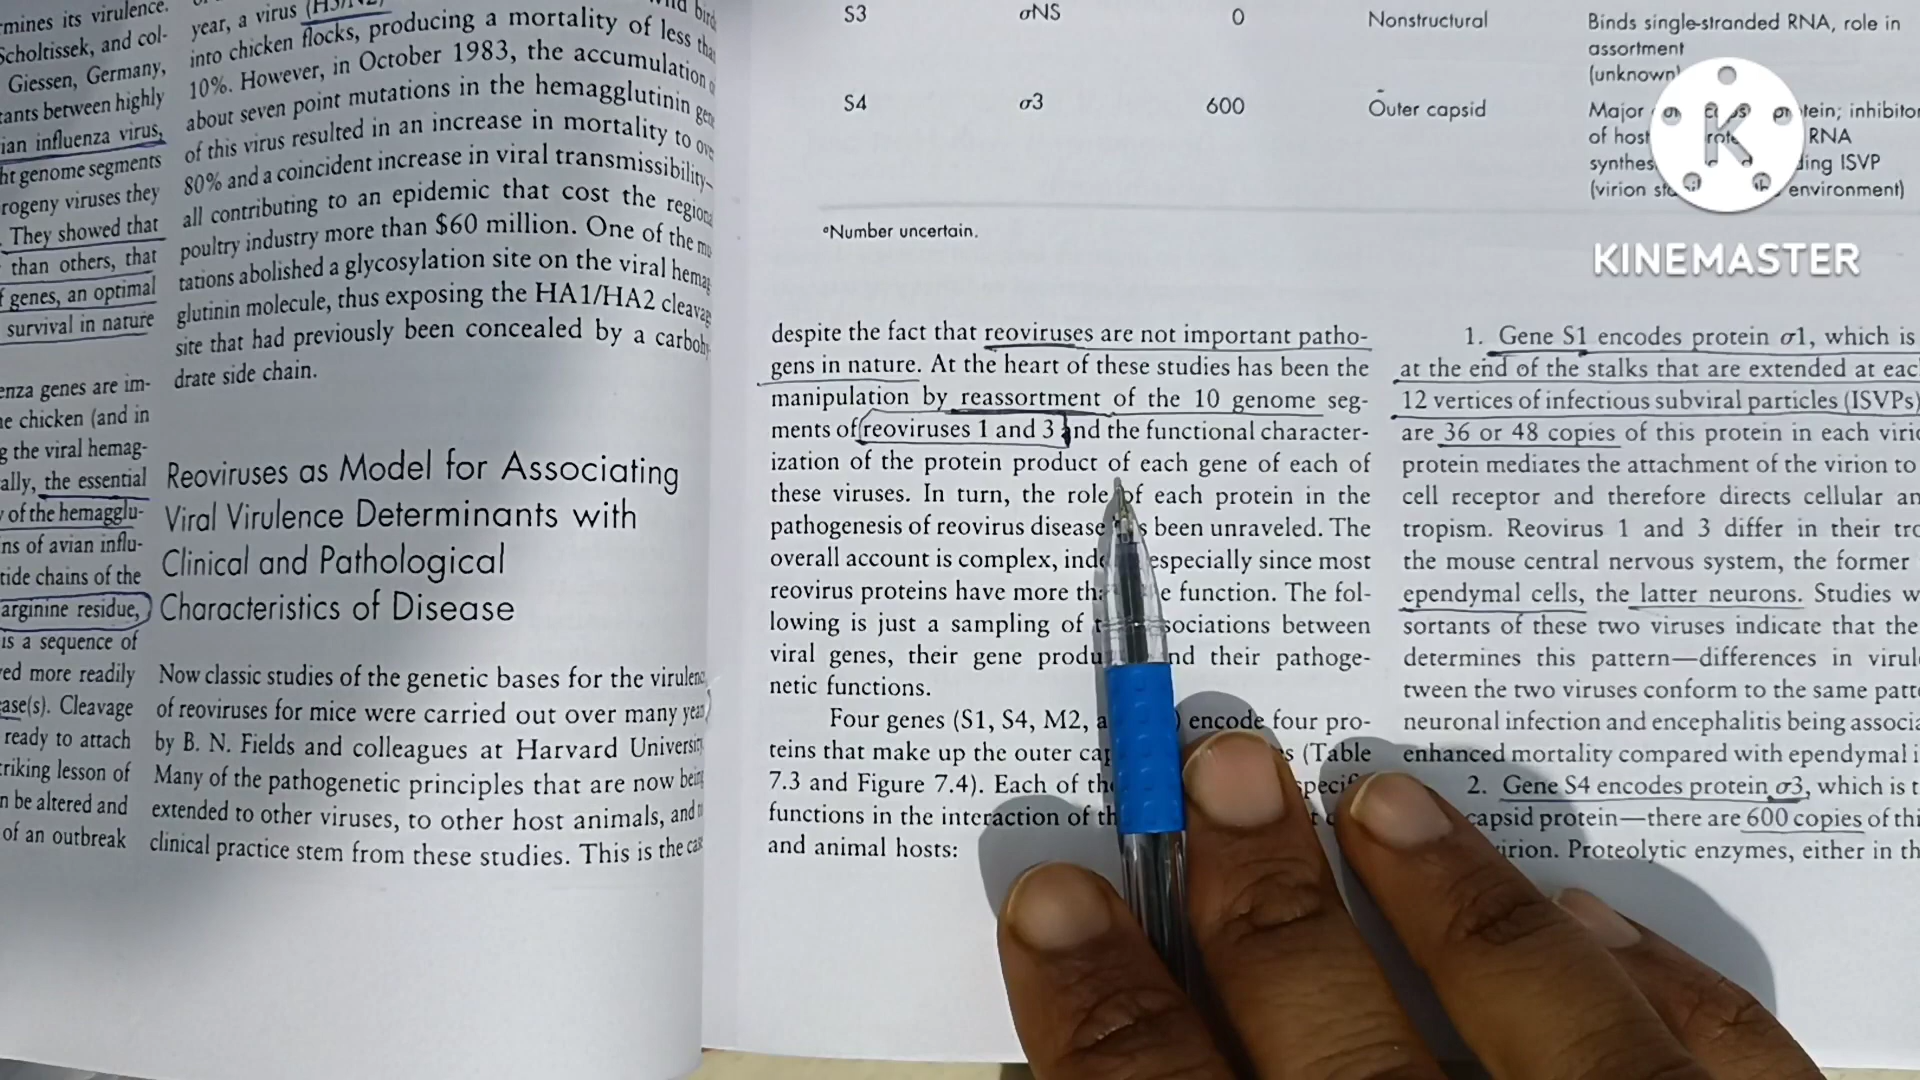 rmines its virulence.
Scholtissek, and col-
Giessen, Germany,
tants between highly
ian influenza virus,
ht genome segments
rogeny viruses they
They showed that
than others, that
f genes, an optimal
survival in nature
enza genes are im-
ne chicken (and in
g the viral hemag-
ally, the essential
y of the hemagglu-
ns of avian influ-
tide chains of the
arginine residue,
is a sequence of
red more readily
ase(s). Cleavage
ready to attach
triking lesson of
n be altered and
of an outbreak
year, a virus
into chicken flocks, producing a mortality of less tha
10%. However, in October 1983, the accumulation o
about seven point mutations in the hemagglutinin gene
of this virus resulted in an increase in mortality to ove
80% and a coincident increase in viral transmissibility–
all contributing to an epidemic that cost the regiona
poultry industry more than $60 million. One of the mu
tations abolished a glycosylation site on the viral hemag
glutinin molecule, thus exposing the HA1/HA2 cleavag
site that had previously been concealed by a carboh
drate side chain.
Reoviruses as Model for Associating
Viral Virulence Determinants with
Clinical and Pathological
Characteristics of Disease
Now classic studies of the genetic bases for the virulenc
of reoviruses for mice were carried out over many year
by B. N. Fields and colleagues at Harvard University
Many of the pathogenetic principles that are now being
extended to other viruses, to other host animals, and
clinical practice stem from these studies. This is the cas
S3 σNS 0 Nonstructural Binds single-stranded RNA, role in
assortment
(unknown)
S4 σ3 600 Outer capsid Major tein; inhibitor
of host RNA
synthes ding ISVP
(virion environment)
ᵃNumber uncertain.
K
KINEMASTER
despite the fact that reoviruses are not important patho-
gens in nature. At the heart of these studies has been the
manipulation by reassortment of the 10 genome seg-
ments of reoviruses 1 and 3 and the functional character-
ization of the protein product of each gene of each of
these viruses. In turn, the role of each protein in the
pathogenesis of reovirus disease s been unraveled. The
overall account is complex, inde especially since most
reovirus proteins have more tha e function. The fol-
lowing is just a sampling of sociations between
viral genes, their gene produ nd their pathoge-
netic functions.
Four genes (S1, S4, M2, a ) encode four pro-
teins that make up the outer cap s (Table
7.3 and Figure 7.4). Each of the specif
functions in the interaction of th
and animal hosts:
1. Gene S1 encodes protein σ1, which is
at the end of the stalks that are extended at eac
12 vertices of infectious subviral particles (ISVPs)
are 36 or 48 copies of this protein in each viri
protein mediates the attachment of the virion to
cell receptor and therefore directs cellular an
tropism. Reovirus 1 and 3 differ in their tro
the mouse central nervous system, the former
ependymal cells, the latter neurons. Studies w
sortants of these two viruses indicate that the
determines this pattern—differences in virul
tween the two viruses conform to the same patt
neuronal infection and encephalitis being associa
enhanced mortality compared with ependymal i
2. Gene S4 encodes protein σ3, which is t
capsid protein—there are 600 copies of thi
virion. Proteolytic enzymes, either in th